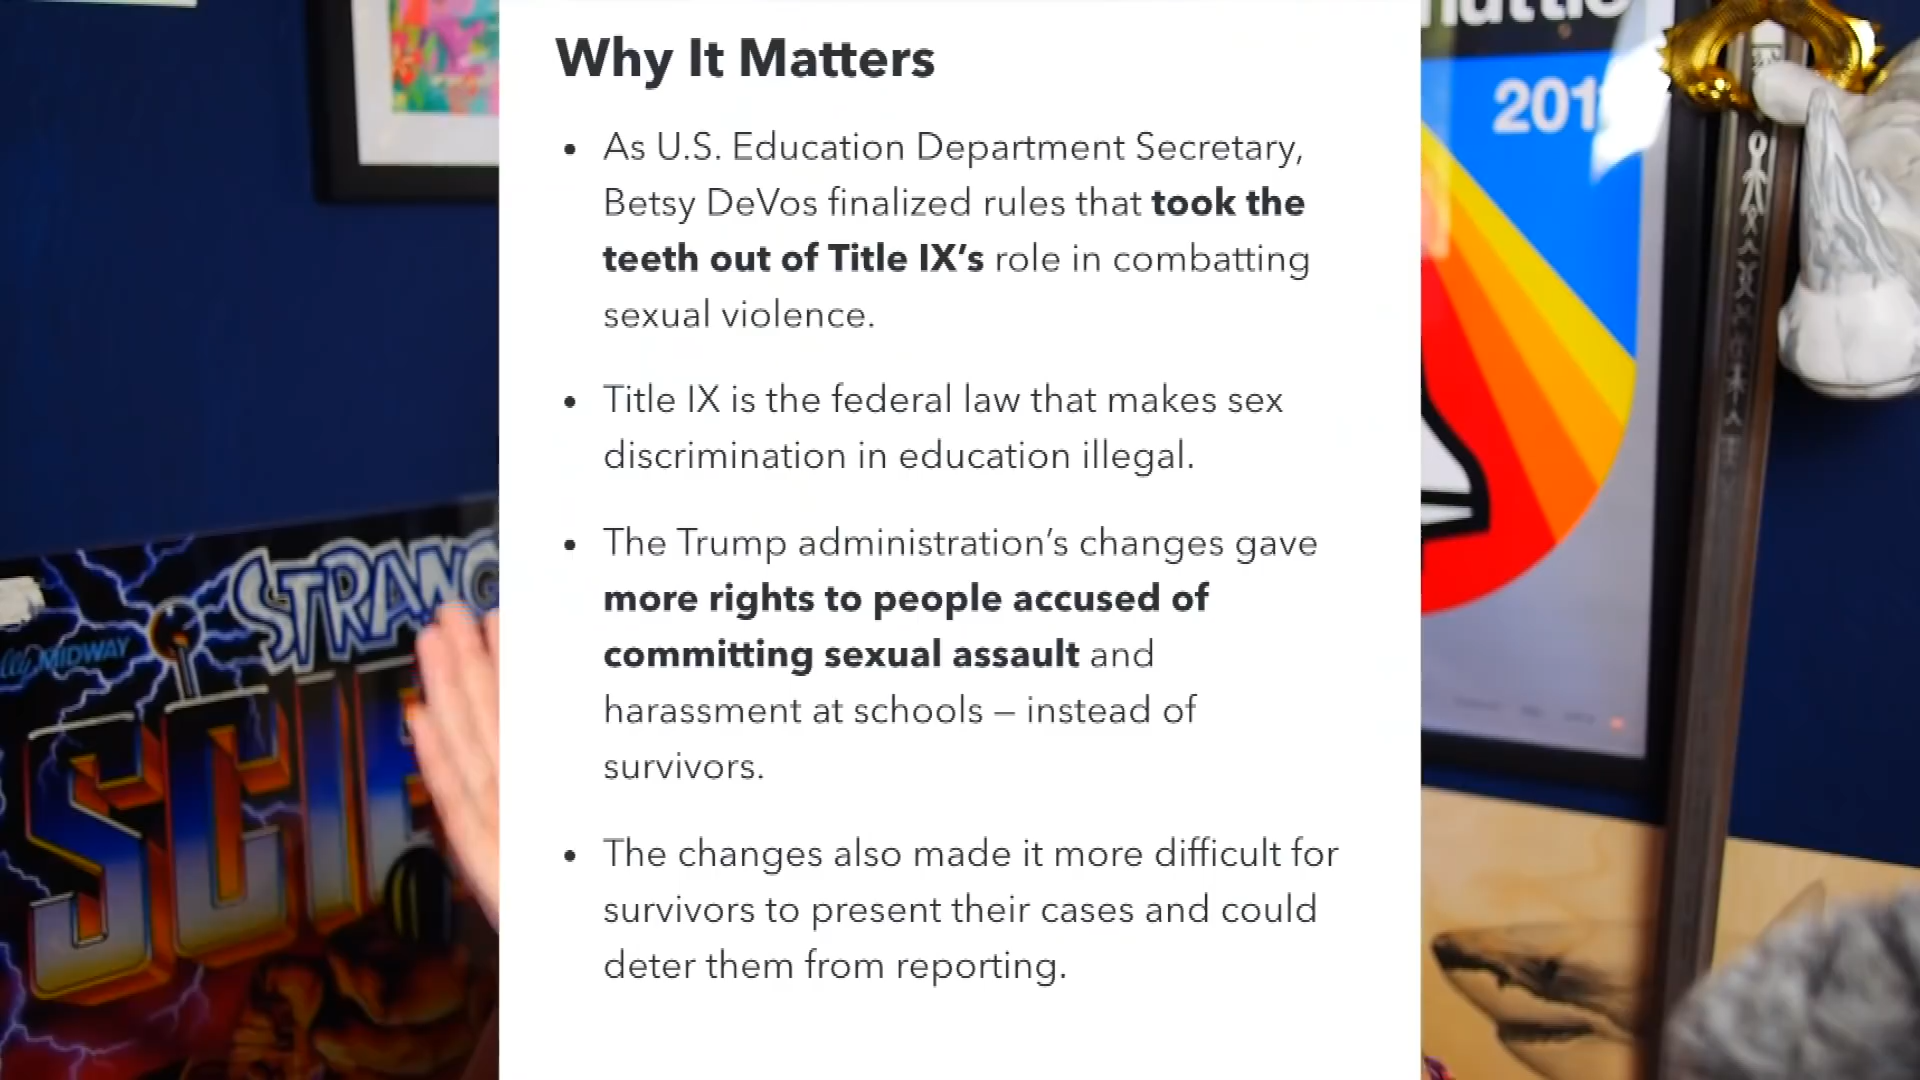 Why It Matters
• As U.S. Education Department Secretary,
Betsy DeVos finalized rules that took the
teeth out of Title IX’s role in combatting
sexual violence.
• Title IX is the federal law that makes sex
discrimination in education illegal.
• The Trump administration’s changes gave
more rights to people accused of
committing sexual assault and
harassment at schools – instead of
survivors.
• The changes also made it more difficult for
survivors to present their cases and could
deter them from reporting.
201
STRANG
MIDWAY
SCI